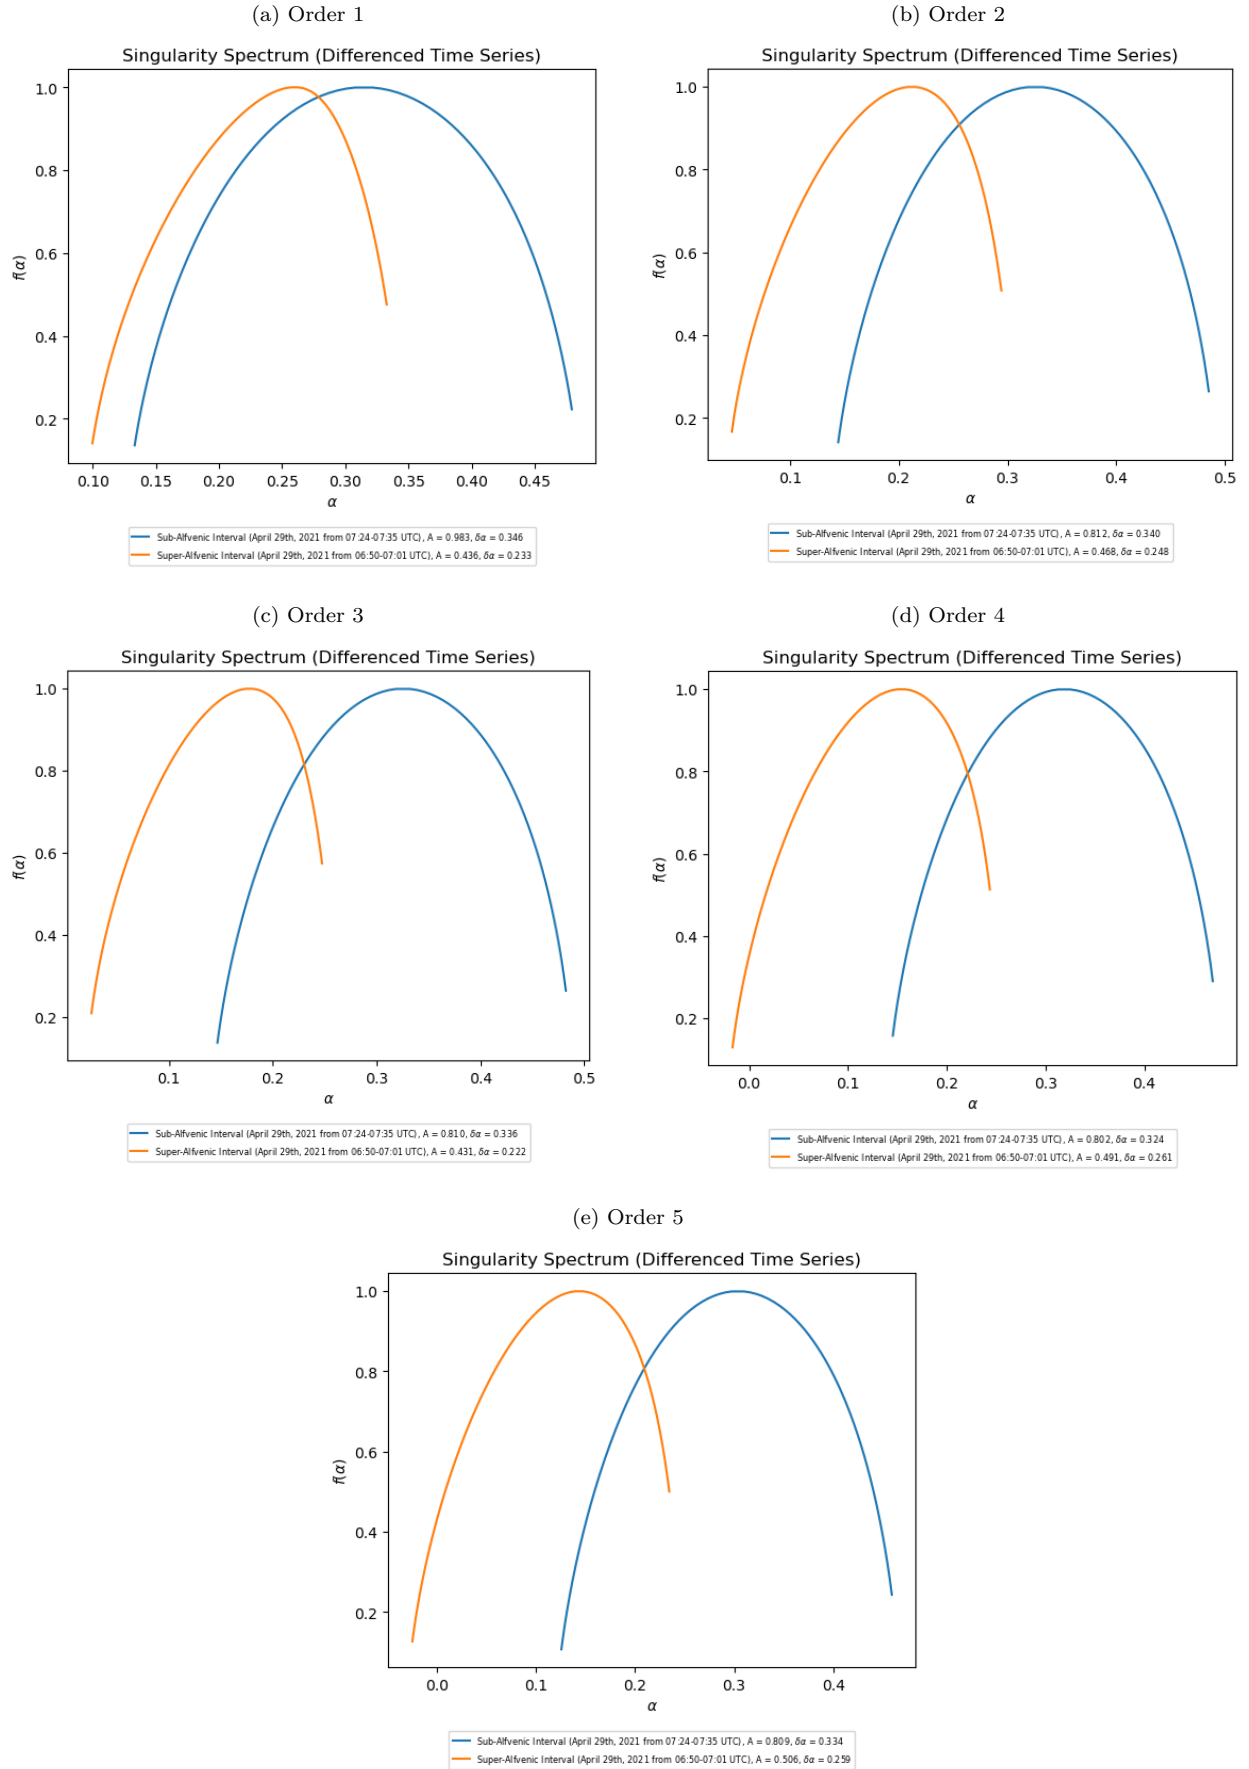 (a) Order 1
Singularity Spectrum (Differenced Time Series)
1.0
0.8
0.6
0.4
0.2
f(α)
0.10 0.15 0.20 0.25 0.30 0.35 0.40 0.45
α
Sub-Alfvenic Interval (April 29th, 2021 from 07:24-07:35 UTC), A = 0.983, δα = 0.346
Super-Alfvenic Interval (April 29th, 2021 from 06:50-07:01 UTC), A = 0.436, δα = 0.233
(b) Order 2
Singularity Spectrum (Differenced Time Series)
1.0
0.8
0.6
0.4
0.2
f(α)
0.1 0.2 0.3 0.4 0.5
α
Sub-Alfvenic Interval (April 29th, 2021 from 07:24-07:35 UTC), A = 0.812, δα = 0.340
Super-Alfvenic Interval (April 29th, 2021 from 06:50-07:01 UTC), A = 0.468, δα = 0.248
(c) Order 3
Singularity Spectrum (Differenced Time Series)
1.0
0.8
0.6
0.4
0.2
f(α)
0.1 0.2 0.3 0.4 0.5
α
Sub-Alfvenic Interval (April 29th, 2021 from 07:24-07:35 UTC), A = 0.810, δα = 0.336
Super-Alfvenic Interval (April 29th, 2021 from 06:50-07:01 UTC), A = 0.431, δα = 0.222
(d) Order 4
Singularity Spectrum (Differenced Time Series)
1.0
0.8
0.6
0.4
0.2
f(α)
0.0 0.1 0.2 0.3 0.4
α
Sub-Alfvenic Interval (April 29th, 2021 from 07:24-07:35 UTC), A = 0.802, δα = 0.324
Super-Alfvenic Interval (April 29th, 2021 from 06:50-07:01 UTC), A = 0.491, δα = 0.261
(e) Order 5
Singularity Spectrum (Differenced Time Series)
1.0
0.8
0.6
0.4
0.2
f(α)
0.0 0.1 0.2 0.3 0.4
α
Sub-Alfvenic Interval (April 29th, 2021 from 07:24-07:35 UTC), A = 0.809, δα = 0.334
Super-Alfvenic Interval (April 29th, 2021 from 06:50-07:01 UTC), A = 0.506, δα = 0.259